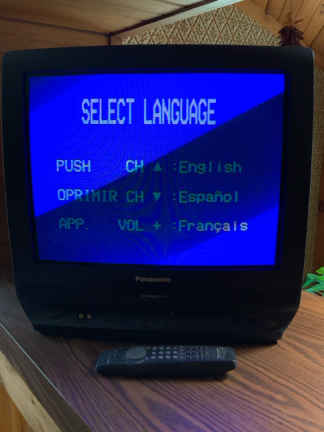 SELECT LANGUAGE
PUSH CH ▲ :English
OPRIMIR CH ▼ :Español
APP. VOL + :Français
Panasonic